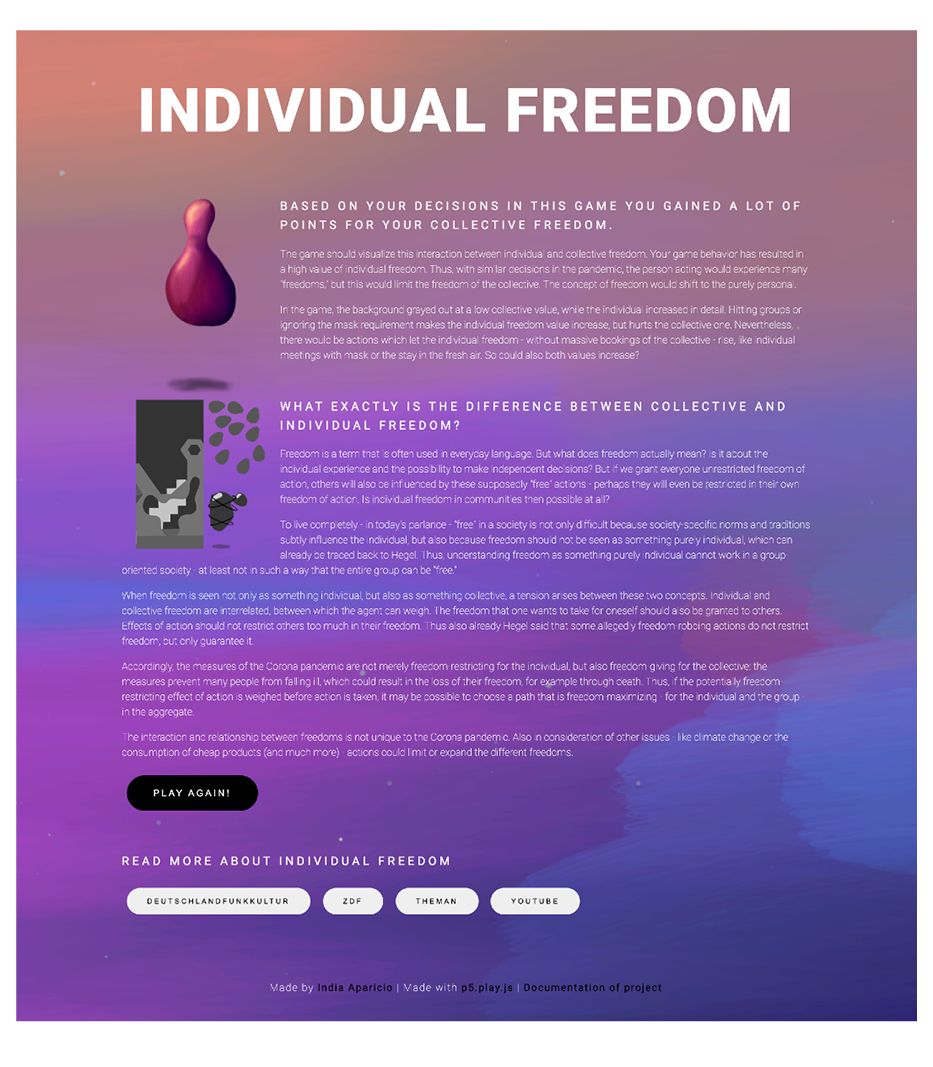 INDIVIDUAL FREEDOM
BASED ON YOUR DECISIONS IN THIS GAME YOU GAINED A LOT OF
POINTS FOR YOUR COLLECTIVE FREEDOM.
The game should visualize this interaction between individual and collective freedom. Your game behavior has resulted in
a high value of individual freedom. Thus, with similar decisions in the pandemic, the person acting would experience many
"freedoms," but this would limit the freedom of the collective. The concept of freedom would shift to the purely personal.
In the game, the background grayed out at a low collective value, while the individual increased in detail. Hitting groups or
ignoring the mask requirement makes the individual freedom value increase, but hurts the collective one. Nevertheless, ..
there would be actions which let the individual freedom - without massive bookings of the collective - rise, like individual
meetings with mask or the stay in the fresh air. So could also both values increase?
WHAT EXACTLY IS THE DIFFERENCE BETWEEN COLLECTIVE AND
INDIVIDUAL FREEDOM?
Freedom is a term that is often used in everyday language. But what does freedom actually mean? Is it about the
individual experience and the possibility to make independent decisions? But if we grant everyone unrestricted freedom of
action, others will also be influenced by these supposedly "free" actions - perhaps they will even be restricted in their own
freedom of action. Is individual freedom in communities then possible at all?
To live completely - in today's parlance - "free" in a society is not only difficult because society-specific norms and traditions
subtly influence the individual, but also because freedom should not be seen as something purely individual, which can
already be traced back to Hegel. Thus, understanding freedom as something purely individual cannot work in a group-
oriented society - at least not in such a way that the entire group can be "free."
When freedom is seen not only as something individual, but also as something collective, a tension arises between these two concepts. Individual and
collective freedom are interrelated, between which the agent can weigh. The freedom that one wants to take for oneself should also be granted to others.
Effects of action should not restrict others too much in their freedom. Thus also already Hegel said that some allegedly freedom-robbing actions do not restrict
freedom, but only guarantee it.
Accordingly, the measures of the Corona pandemic are not merely freedom-restricting for the individual, but also freedom-giving for the collective: the
measures prevent many people from falling ill, which could result in the loss of their freedom, for example through death. Thus, if the potentially freedom-
restricting effect of action is weighed before action is taken, it may be possible to choose a path that is freedom-maximizing - for the individual and the group -
in the aggregate.
The interaction and relationship between freedoms is not unique to the Corona pandemic. Also in consideration of other issues - like climate change or the
consumption of cheap products (and much more) - actions could limit or expand the different freedoms.
PLAY AGAIN!
READ MORE ABOUT INDIVIDUAL FREEDOM
DEUTSCHLANDFUNKKULTUR ZDF THEMAN YOUTUBE
Made by India Aparicio | Made with p5.play.js | Documentation of project